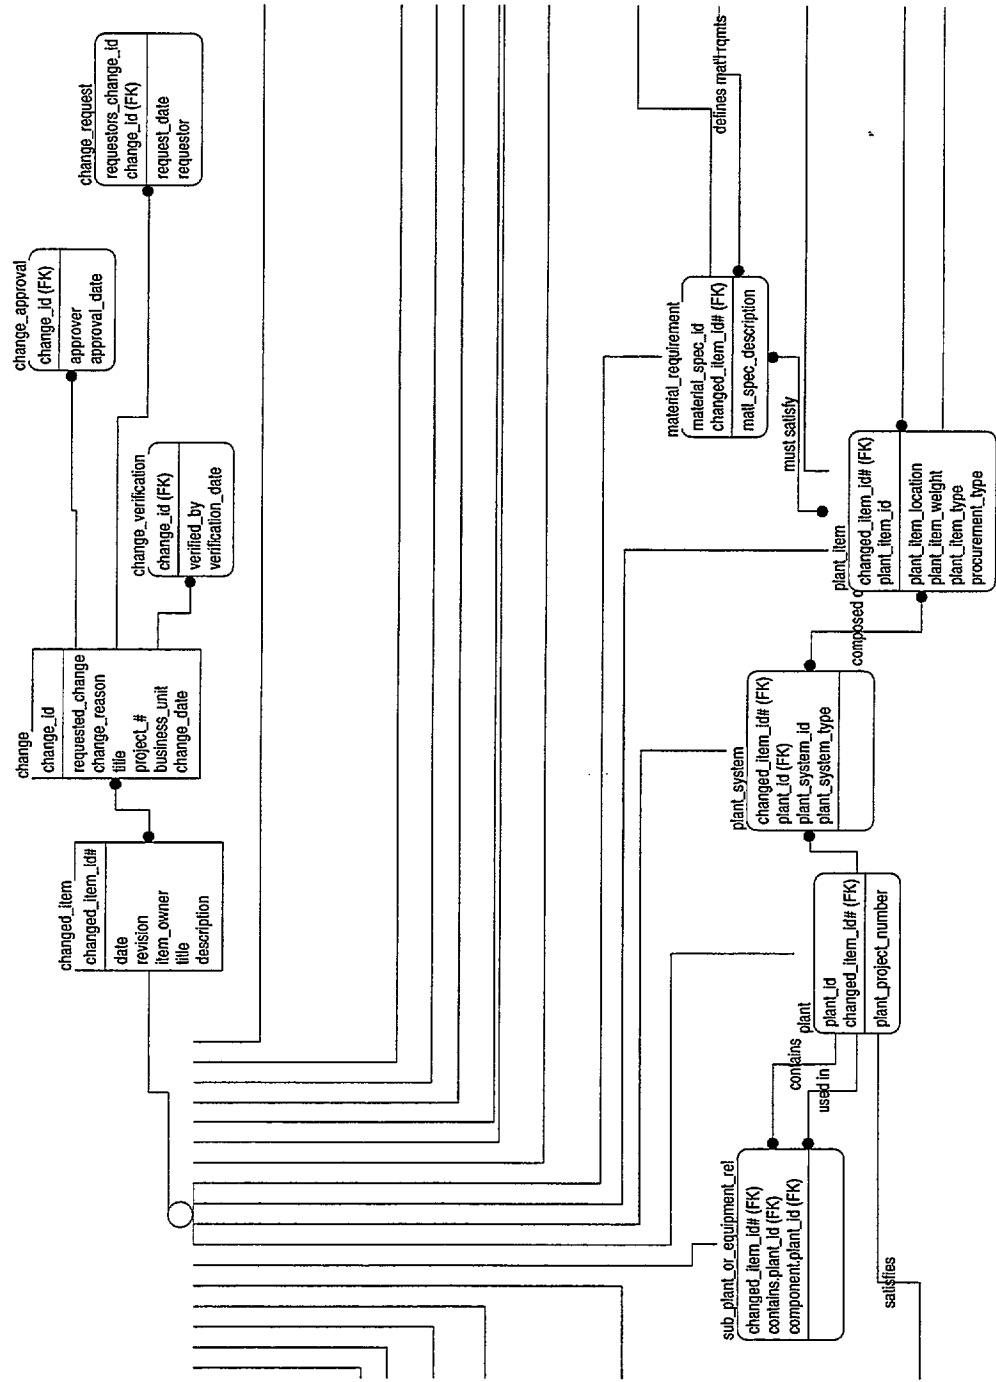 changed_item
changed_item_id#
date
revision
item_owner
title
description
change
change_id
requested_change
change_reason
title
project_#
business_unit
change_date
change_verification
change_id (FK)
verified_by
verification_date
change_approval
change_id (FK)
approver
approval_date
change_request
requestors_change_id
change_id (FK)
request_date
requestor
sub_plant_or_equipment_rel
changed_item_id# (FK)
contains.plant_id (FK)
component.plant_id (FK)
contains
used in
satisfies
plant
plant_id
changed_item_id# (FK)
plant_project_number
plant_system
changed_item_id# (FK)
plant_id (FK)
plant_system_id
plant_system_type
composed o
plant_item
changed_item_id# (FK)
plant_item_id
plant_item_location
plant_item_weight
plant_item_type
procurement_type
must satisfy
material_requirement
material_spec_id
changed_item_id# (FK)
matl_spec_description
defines mat'l rqmts